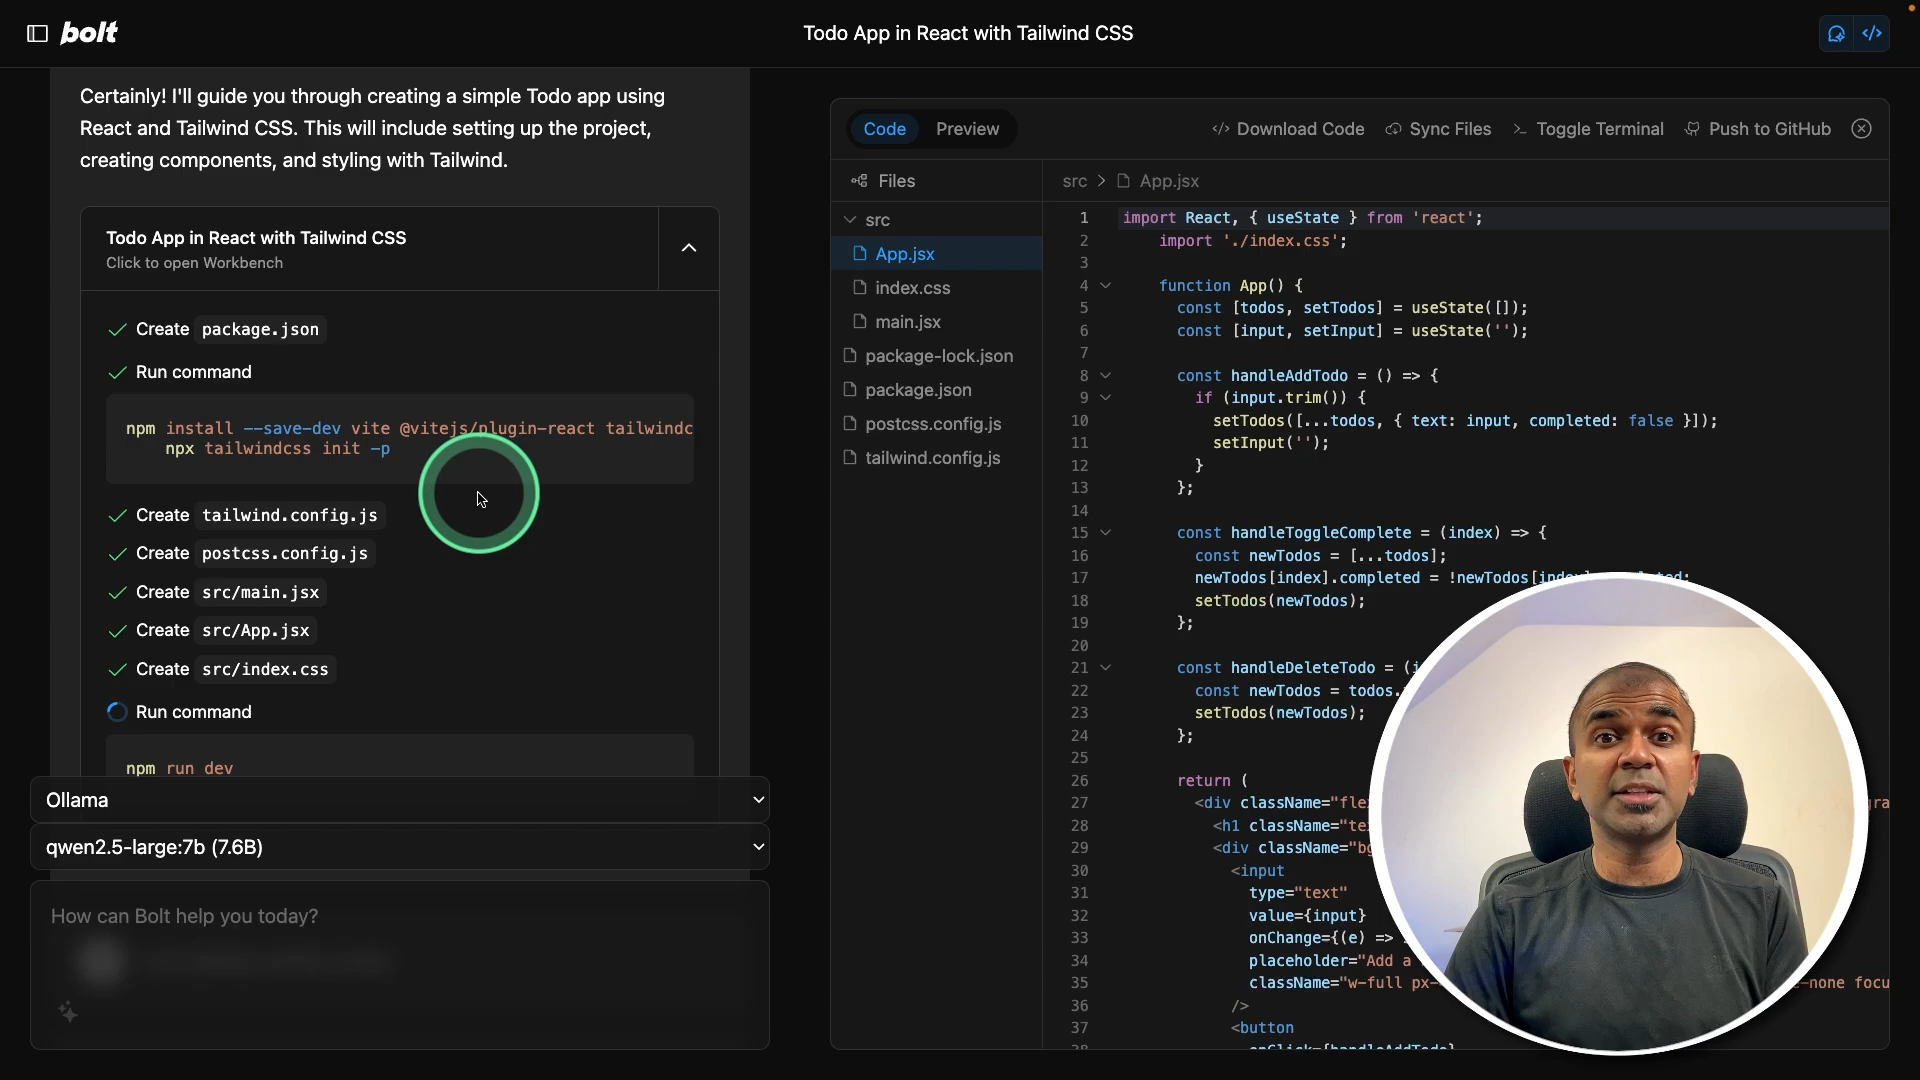 bolt
Todo App in React with Tailwind CSS
Certainly! I'll guide you through creating a simple Todo app using
React and Tailwind CSS. This will include setting up the project,
creating components, and styling with Tailwind.
Todo App in React with Tailwind CSS
Click to open Workbench
Create package.json
Run command
npm install --save-dev vite @vitejs/plugin-react tailwindc
npx tailwindcss init -p
Create tailwind.config.js
Create postcss.config.js
Create src/main.jsx
Create src/App.jsx
Create src/index.css
Run command
npm run dev
Ollama
qwen2.5-large:7b (7.6B)
How can Bolt help you today?
Code Preview
Download Code Sync Files Toggle Terminal Push to GitHub
Files
src
App.jsx
index.css
main.jsx
package-lock.json
package.json
postcss.config.js
tailwind.config.js
src > App.jsx
1 import React, { useState } from 'react';
2 import './index.css';
3
4 function App() {
5 const [todos, setTodos] = useState([]);
6 const [input, setInput] = useState('');
7
8 const handleAddTodo = () => {
9 if (input.trim()) {
10 setTodos([...todos, { text: input, completed: false }]);
11 setInput('');
12 }
13 };
14
15 const handleToggleComplete = (index) => {
16 const newTodos = [...todos];
17 newTodos[index].completed = !newTodos[
18 setTodos(newTodos);
19 };
20
21 const handleDeleteTodo = (
22 const newTodos = todos.
23 setTodos(newTodos);
24 };
25
26 return (
27 <div className="fle
28 <h1 className="te
29 <div className="bg
30 <input
31 type="text"
32 value={input}
33 onChange={(e) =>
34 placeholder="Add a
35 className="w-full px- -none focu
36 />
37 <button
38 onClick={handleAddTodo}